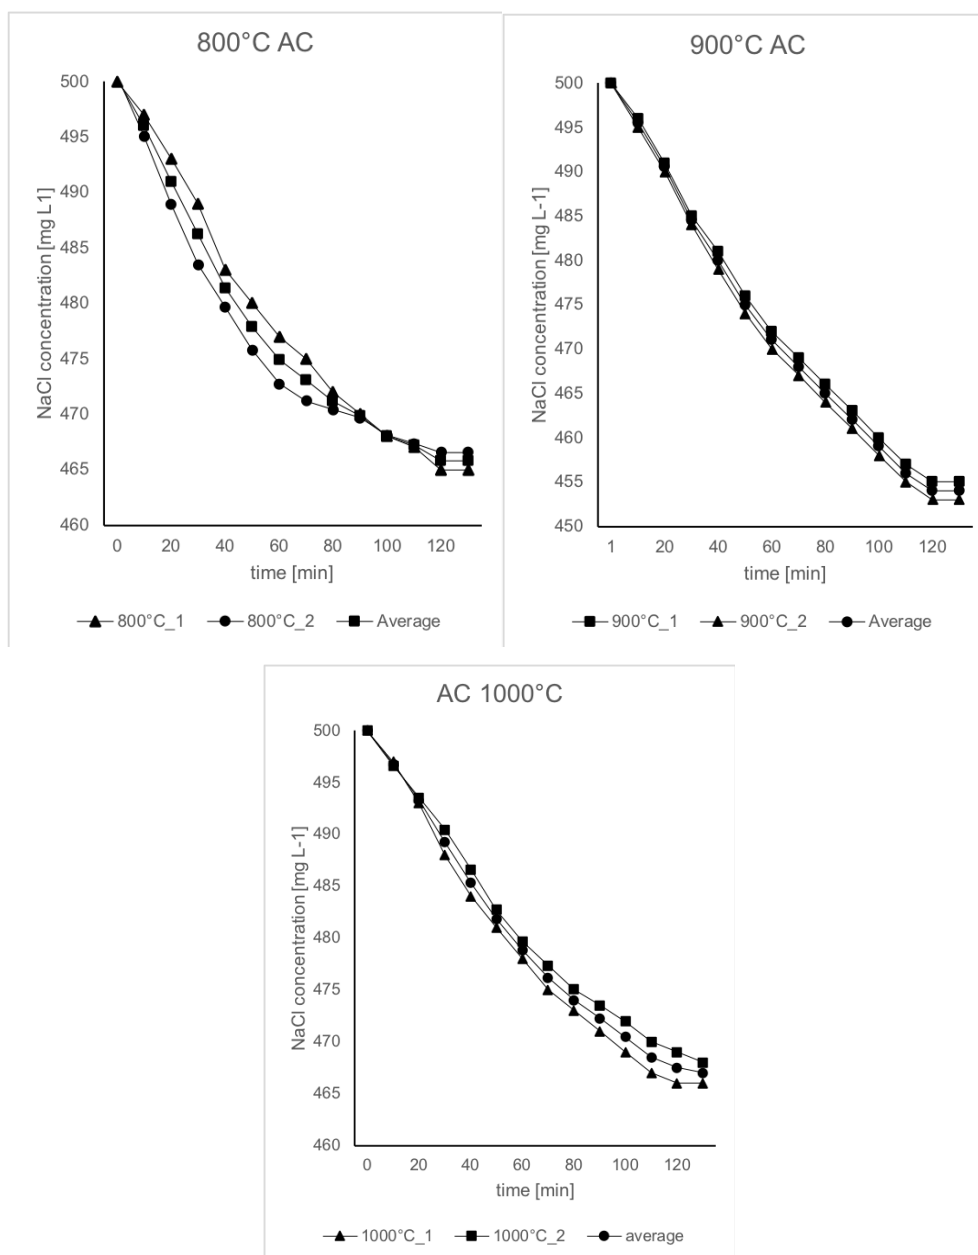 800°C AC
500
495
490
485
480
475
470
465
460
NaCl concentration [mg L1]
0 20 40 60 80 100 120
time [min]
800°C_1 800°C_2 Average
900°C AC
500
495
490
485
480
475
470
465
460
455
450
NaCl concentration [mg L-1]
1 20 40 60 80 100 120
time [min]
900°C_1 900°C_2 Average
AC 1000°C
500
495
490
485
480
475
470
465
460
NaCl concentration [mg L-1]
0 20 40 60 80 100 120
time [min]
1000°C_1 1000°C_2 average